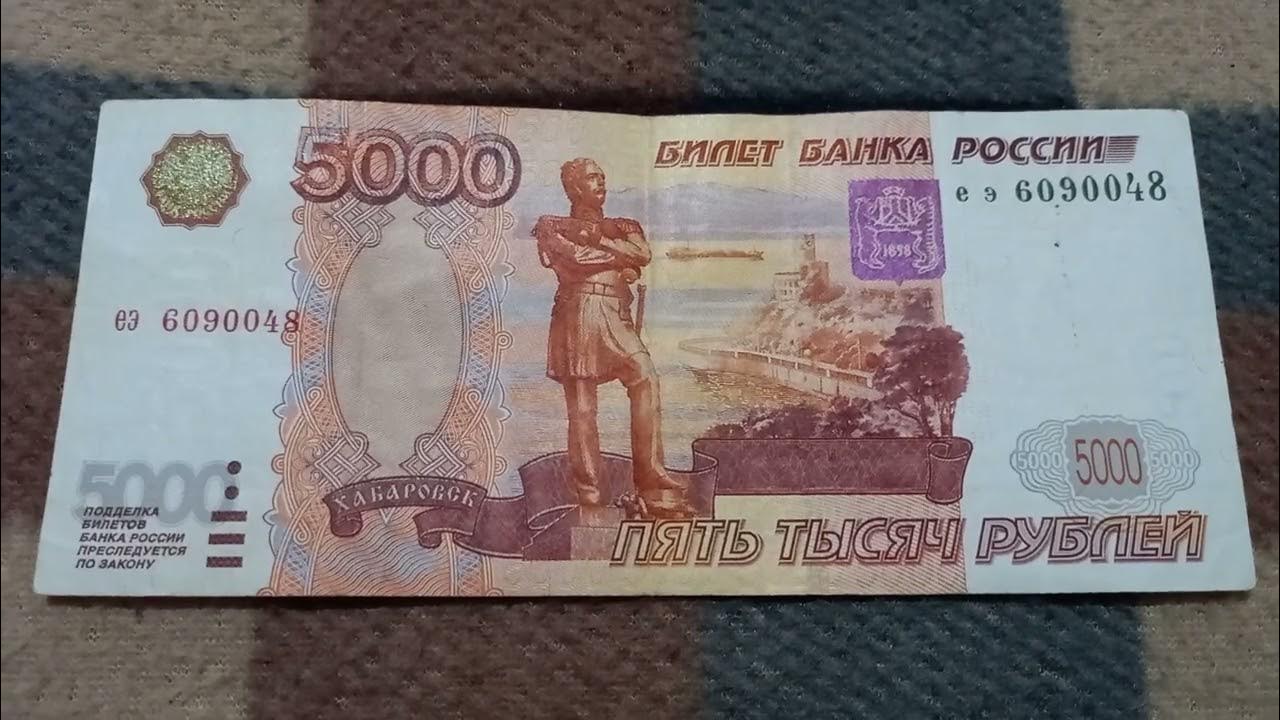 5000
БИЛЕТ БАНКА РОССИИ
еэ 6090048
1858
еэ 6090048
ХАБАРОВСК
5000
5000 5000 5000
ПОДДЕЛКА
БИЛЕТОВ
БАНКА РОССИИ
ПРЕСЛЕДУЕТСЯ
ПО ЗАКОНУ
ПЯТЬ ТЫСЯЧ РУБЛЕЙ